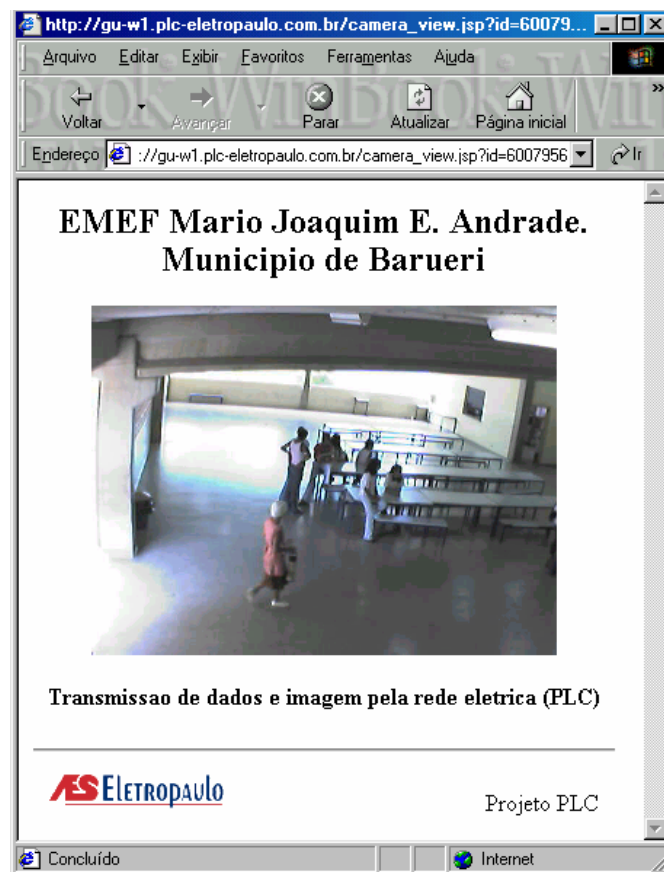 http://gu-w1.plc-eletropaulo.com.br/camera_view.jsp?id=60079...
Arquivo Editar Exibir Favoritos Ferramentas Ajuda
»
Voltar Avançar Parar Atualizar Página inicial
Endereço ://gu-w1.plc-eletropaulo.com.br/camera_view.jsp?id=6007956 Ir
EMEF Mario Joaquim E. Andrade.
Municipio de Barueri
Transmissao de dados e imagem pela rede eletrica (PLC)
AES ELETROPAULO
Projeto PLC
Concluído Internet